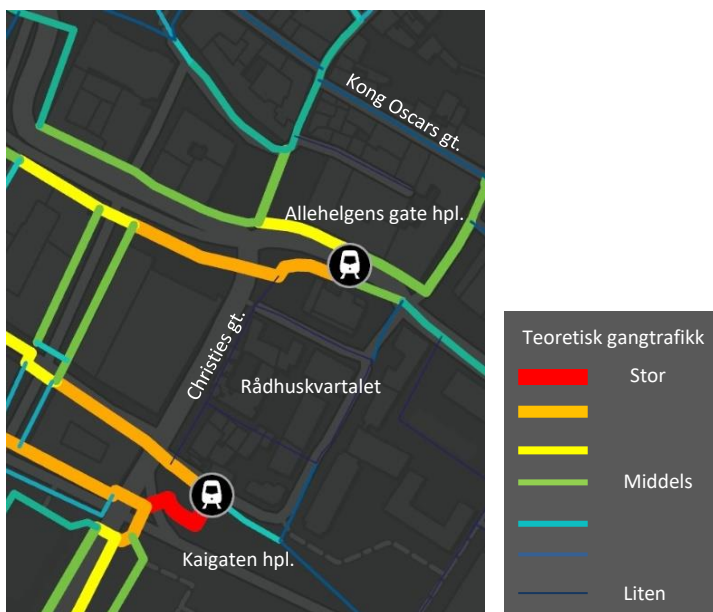 Kong Oscars gt.
Allehelgens gate hpl.
Christies gt.
Rådhuskvartalet
Kaigaten hpl.
Teoretisk gangtrafikk
Stor
Middels
Liten